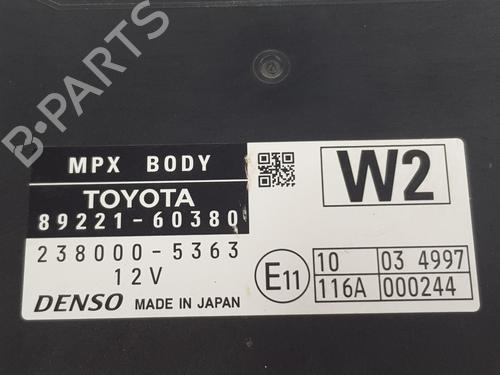 B-PARTS
MPX BODY
TOYOTA
89221-60380
238000-5363
12V
DENSO MADE IN JAPAN
W2
E11
10 03 4997
116A 000244